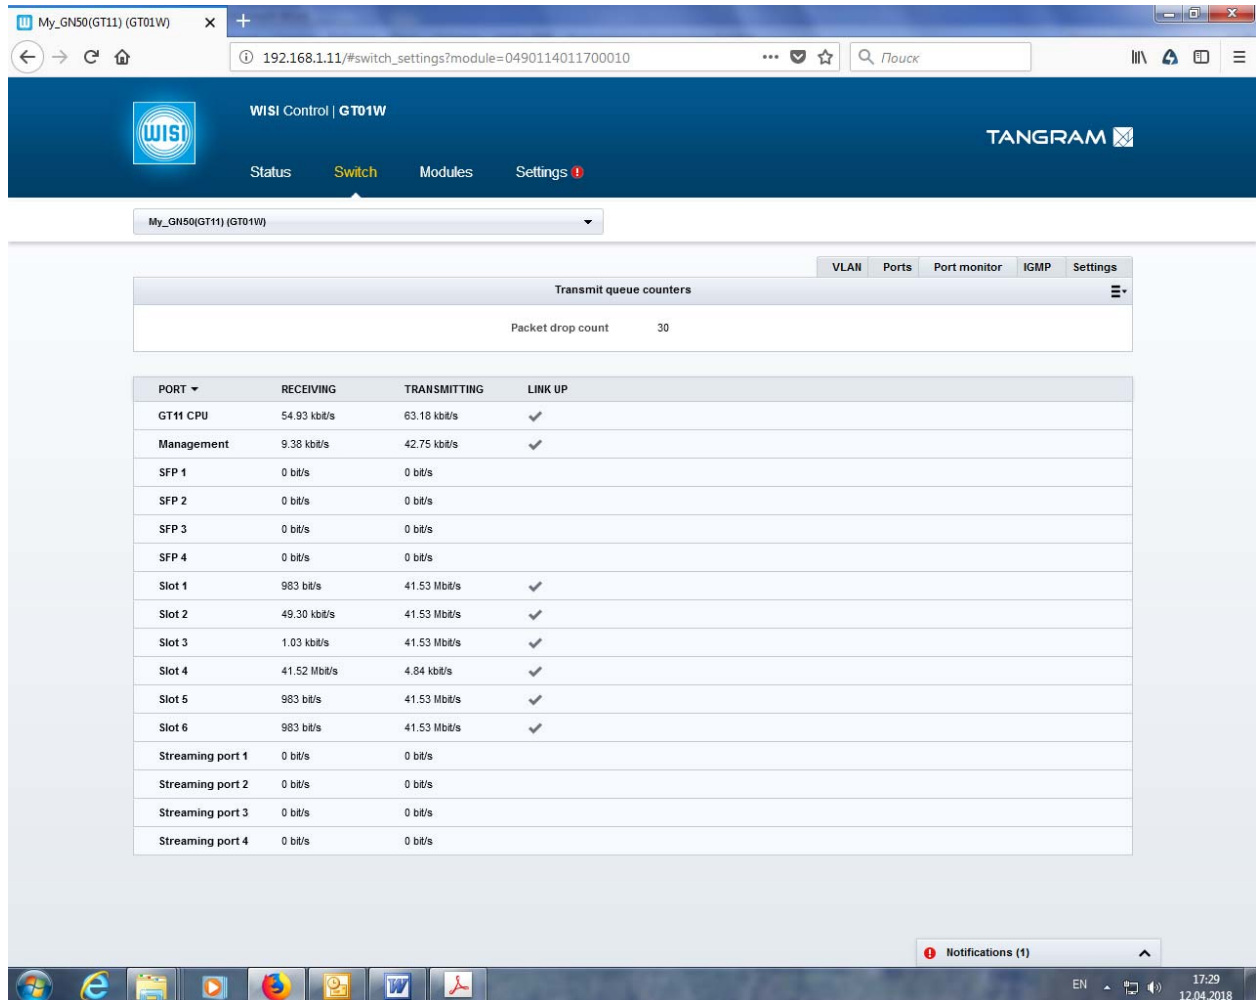 My_GN50(GT11) (GT01W)
192.168.1.11/#switch_settings?module=0490114011700010
Поиск
WISI
WISI Control | GT01W
TANGRAM
Status Switch Modules Settings
My_GN50(GT11) (GT01W)
VLAN Ports Port monitor IGMP Settings
Transmit queue counters
Packet drop count 30
PORT RECEIVING TRANSMITTING LINK UP
GT11 CPU 54.93 kbit/s 63.18 kbit/s
Management 9.38 kbit/s 42.75 kbit/s
SFP 1 0 bit/s 0 bit/s
SFP 2 0 bit/s 0 bit/s
SFP 3 0 bit/s 0 bit/s
SFP 4 0 bit/s 0 bit/s
Slot 1 983 bit/s 41.53 Mbit/s
Slot 2 49.30 kbit/s 41.53 Mbit/s
Slot 3 1.03 kbit/s 41.53 Mbit/s
Slot 4 41.52 Mbit/s 4.84 kbit/s
Slot 5 983 bit/s 41.53 Mbit/s
Slot 6 983 bit/s 41.53 Mbit/s
Streaming port 1 0 bit/s 0 bit/s
Streaming port 2 0 bit/s 0 bit/s
Streaming port 3 0 bit/s 0 bit/s
Streaming port 4 0 bit/s 0 bit/s
Notifications (1)
EN 17:29
12.04.2018